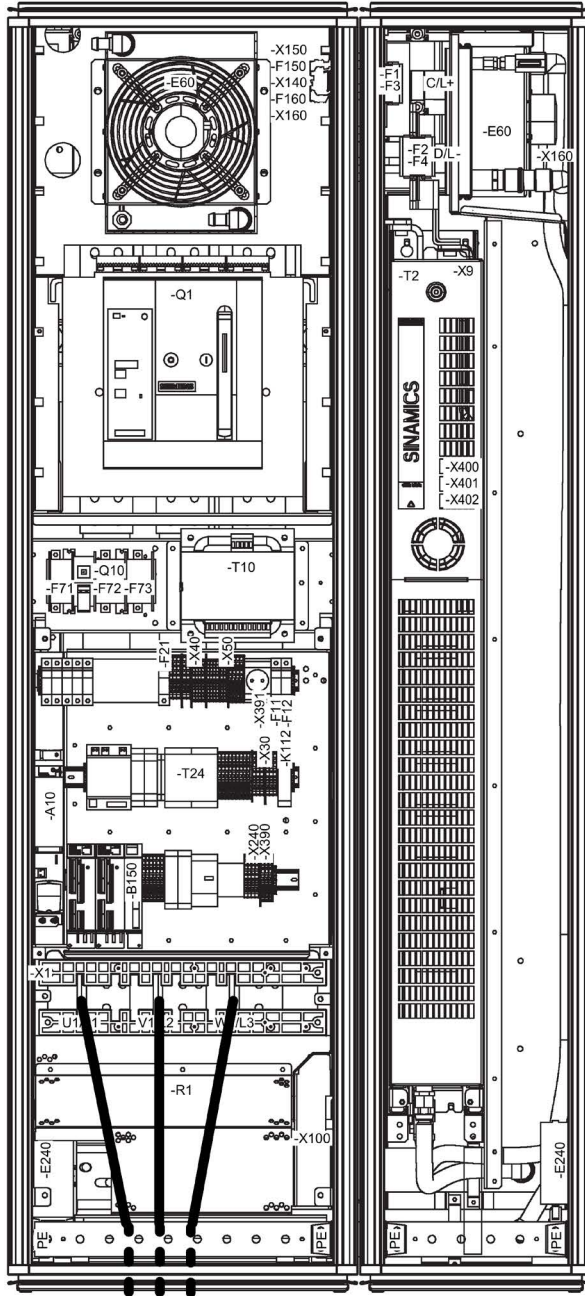 -X150
-F150
-E60
-X140
-F160
-X160
-Q1
-Q10
-F71
-F72
-F73
-T10
-F21
-X40
-X50
-X391
-F11
-F12
-X30
-K112
-T24
-A10
-B150
-X240
-X390
-X1
U1/L1
V1/L2
W1/L3
-R1
-X100
-E240
PE
PE
-F1
-F3
C/L+
-E60
-F2
-F4
D/L-
-X160
-T2
-X9
SINAMICS
-X400
-X401
-X402
-E240
PE
PE